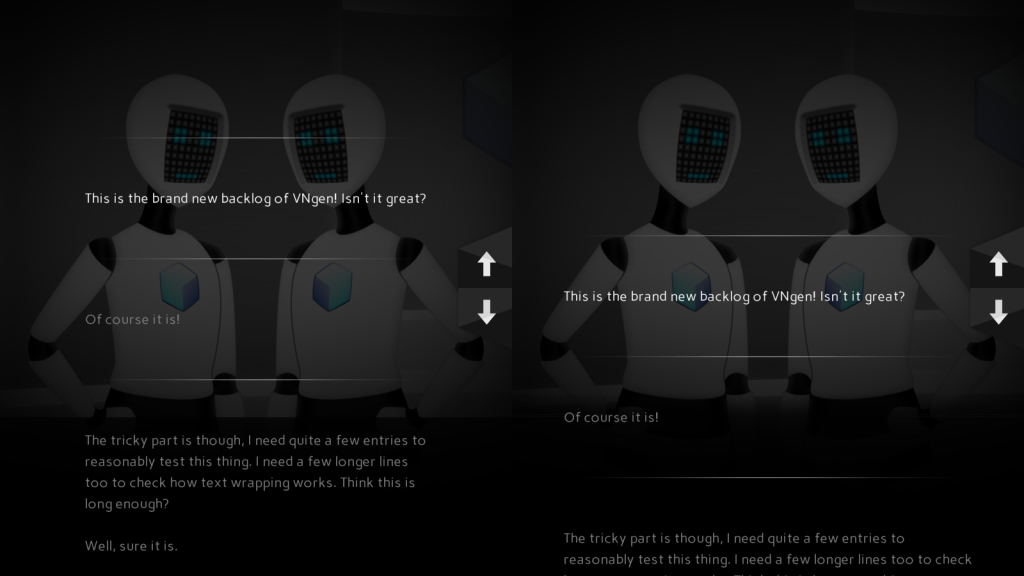 This is the brand new backlog of VNgen! Isn't it great?
Of course it is!
The tricky part is though, I need quite a few entries to
reasonably test this thing. I need a few longer lines
too to check how text wrapping works. Think this is
long enough?
Well, sure it is.
This is the brand new backlog of VNgen! Isn't it great?
Of course it is!
The tricky part is though, I need quite a few entries to
reasonably test this thing. I need a few longer lines too to check